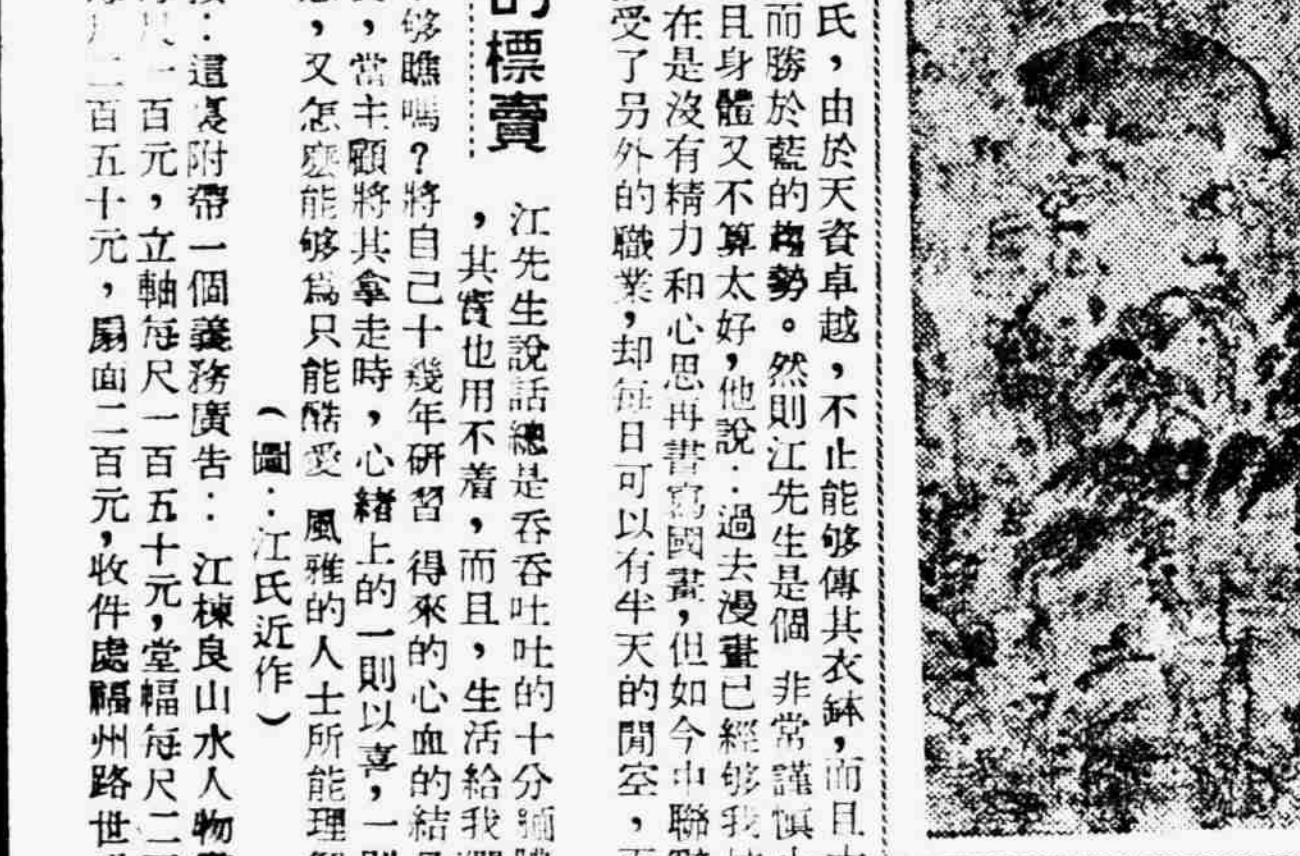 氏，由於天資卓越，不止能够傳其衣缽，而且
而勝於藍的趨勢。然則江先生是個 非常謹慎
且身體又不算太好，他說：過去漫畫已經够我
在是沒有精力和心思再書寫國畫，但如今中聯
受了另外的職業，却每日可以有半天的閒空，
的標賣
江先生說話總是吞吞吐吐的十分
，其實也用不着，而且，生活給我
够瞧嗎？將自己十幾年研習 得來的心血的結
，當主顧將其拿走時，心緒上的一則以喜，一則
，又怎麽能够爲只能酷愛 風雅的人士所能理
（圖：江氏近作）
：這裏附帶一個義務廣告： 江棟良山水人物
一百元，立軸每尺一百五十元，堂幅每尺二
二百五十元，扇面二百元，收件處福州路世